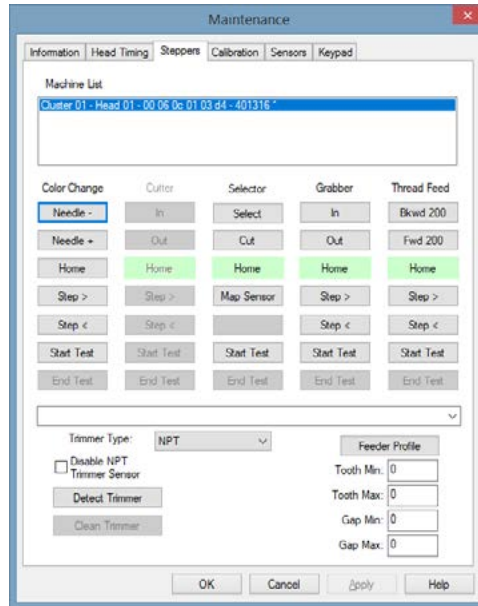 Maintenance
Information Head Timing Steppers Calibration Sensors Keypad
Machine List
Cluster 01 - Head 01 - 00 06 0c 01 03 d4 - 401316 *
Color Change Cutter Selector Grabber Thread Feed
Needle - In Select In Bkwd 200
Needle + Out Cut Out Fwd 200
Home Home Home Home Home
Step > Step > Map Sensor Step > Step >
Step < Step < Step < Step <
Start Test Start Test Start Test Start Test Start Test
End Test End Test End Test End Test End Test
Trimmer Type: NPT Feeder Profile
Disable NPT
Trimmer Sensor
Tooth Min: 0
Detect Trimmer Tooth Max: 0
Clean Trimmer Gap Min: 0
Gap Max: 0
OK Cancel Apply Help